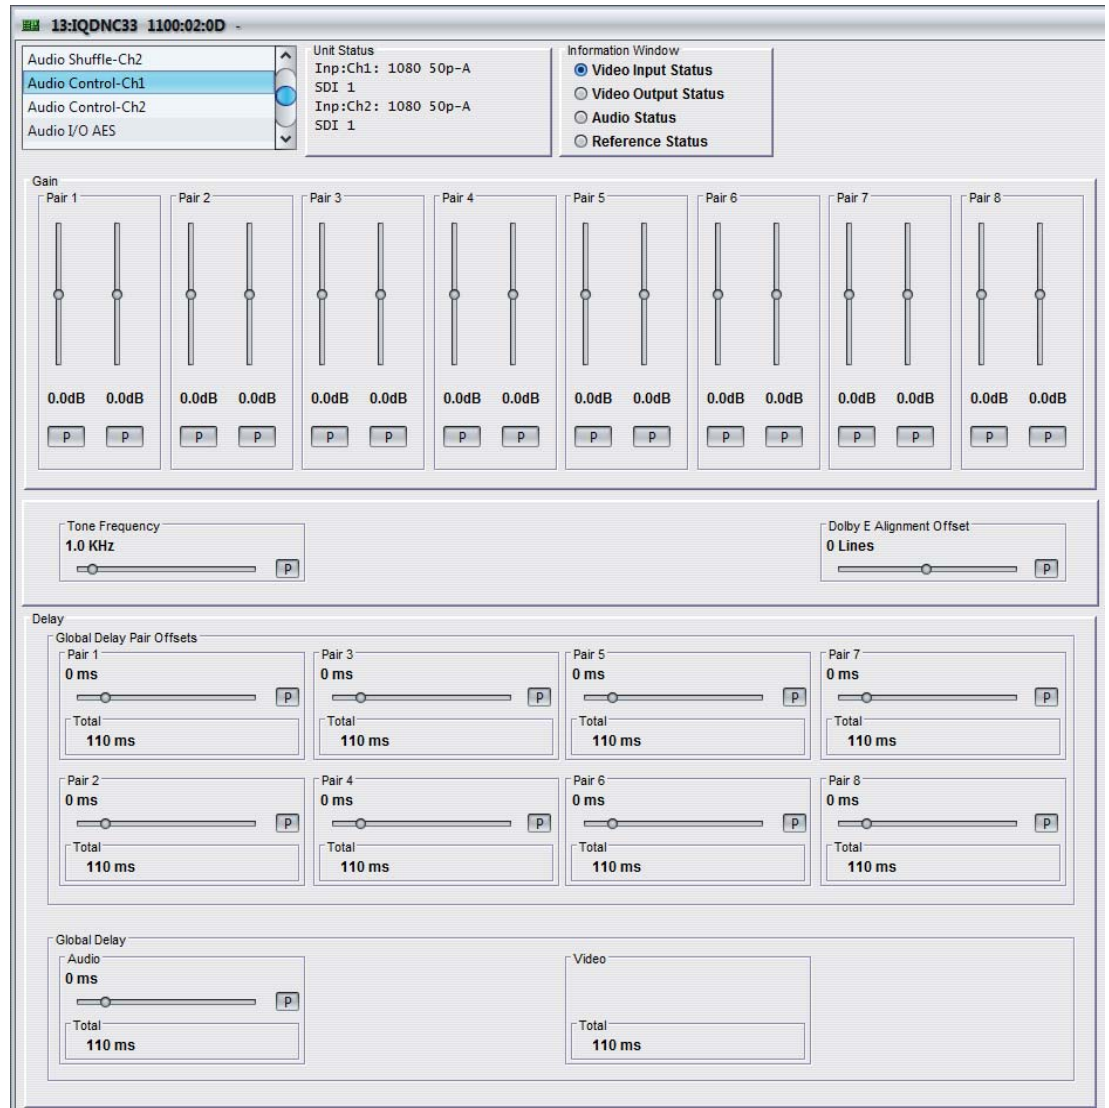 13:IQDNC33 1100:02:0D -
Audio Shuffle-Ch2
Audio Control-Ch1
Audio Control-Ch2
Audio I/O AES
Unit Status
Inp:Ch1: 1080 50p-A
SDI 1
Inp:Ch2: 1080 50p-A
SDI 1
Information Window
Video Input Status
Video Output Status
Audio Status
Reference Status
Gain
Pair 1 Pair 2 Pair 3 Pair 4 Pair 5 Pair 6 Pair 7 Pair 8
0.0dB 0.0dB 0.0dB 0.0dB 0.0dB 0.0dB 0.0dB 0.0dB 0.0dB 0.0dB 0.0dB 0.0dB 0.0dB 0.0dB 0.0dB 0.0dB
P P P P P P P P P P P P P P P P
Tone Frequency
1.0 KHz
P
Dolby E Alignment Offset
0 Lines
P
Delay
Global Delay Pair Offsets
Pair 1 Pair 3 Pair 5 Pair 7
0 ms 0 ms 0 ms 0 ms
P P P P
Total Total Total Total
110 ms 110 ms 110 ms 110 ms
Pair 2 Pair 4 Pair 6 Pair 8
0 ms 0 ms 0 ms 0 ms
P P P P
Total Total Total Total
110 ms 110 ms 110 ms 110 ms
Global Delay
Audio Video
0 ms
P
Total Total
110 ms 110 ms